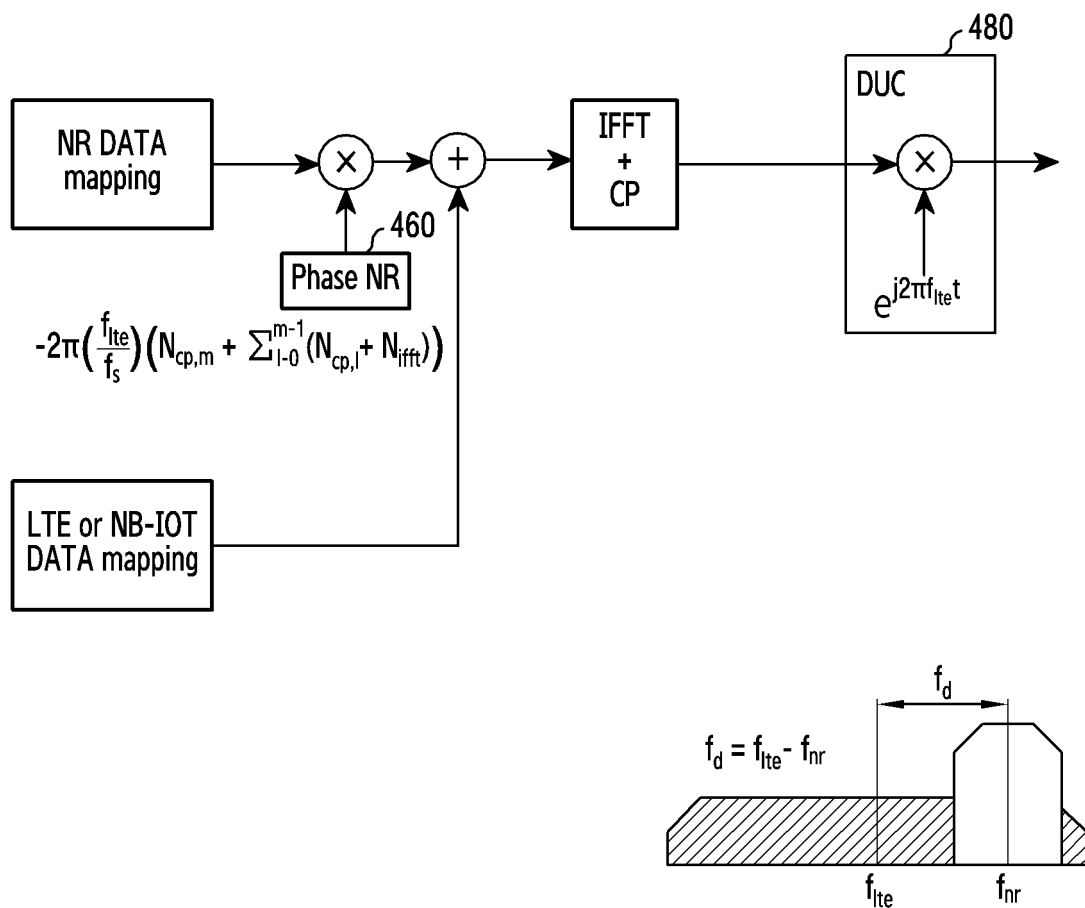 480
DUC
NR DATA
mapping
×
+
IFFT
+
CP
×
460
Phase NR
e^{j2πf_{lte}t}
-2π(f_{lte}/f_s)(N_{cp,m} + ∑_{l-0}^{m-1}(N_{cp,l}+ N_{ifft}))
LTE or NB-IOT
DATA mapping
f_d
f_d = f_{lte}- f_{nr}
f_{lte}
f_{nr}